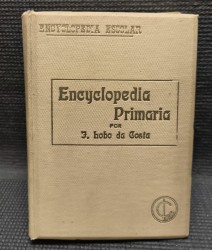 ENCYCLOPEDIA ESCOLAR
Encyclopedia
Primaria
POR
J. Lobo da Costa